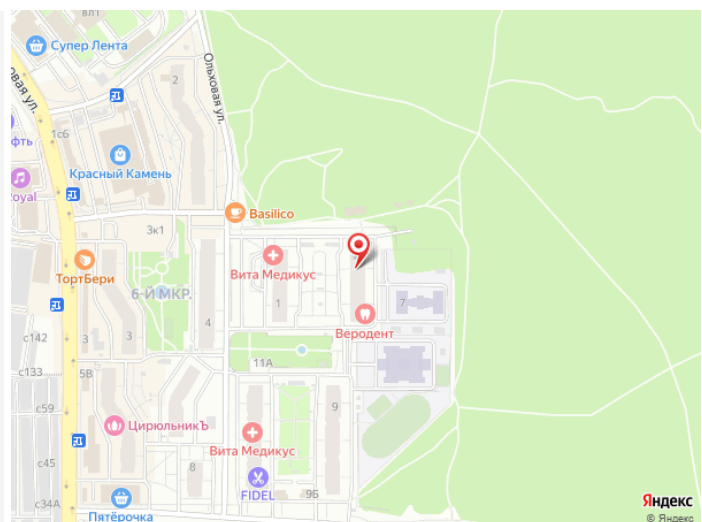 вл1
Супер Лента
2
Ольховая ул.
овая ул.
1с6
фть
Красный Камень
Royal
Basilico
3к1
Вита Медикус
ТортБери
6-Й МКР.
1
7
4
Веродент
с142
3
3
11А
с133
5В
с59
9
ЦирюльникЪ
Вита Медикус
с45
8
FIDEL
9Б
с34А
Пятёрочка
Яндекс
© Яндекс